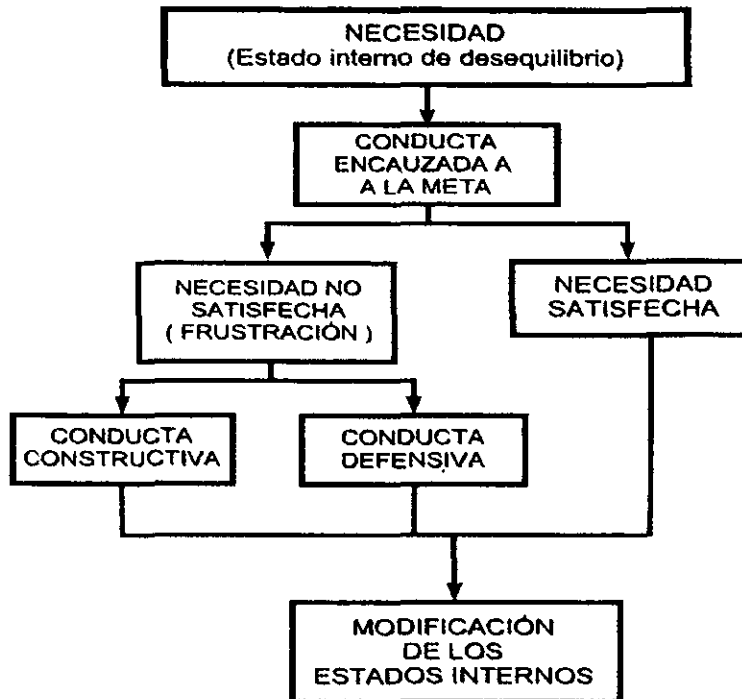 NECESIDAD
(Estado interno de desequilibrio)
CONDUCTA
ENCAUZADA A
A LA META
NECESIDAD NO
SATISFECHA
( FRUSTRACIÓN )
NECESIDAD
SATISFECHA
CONDUCTA
CONSTRUCTIVA
CONDUCTA
DEFENSIVA
MODIFICACIÓN
DE LOS
ESTADOS INTERNOS